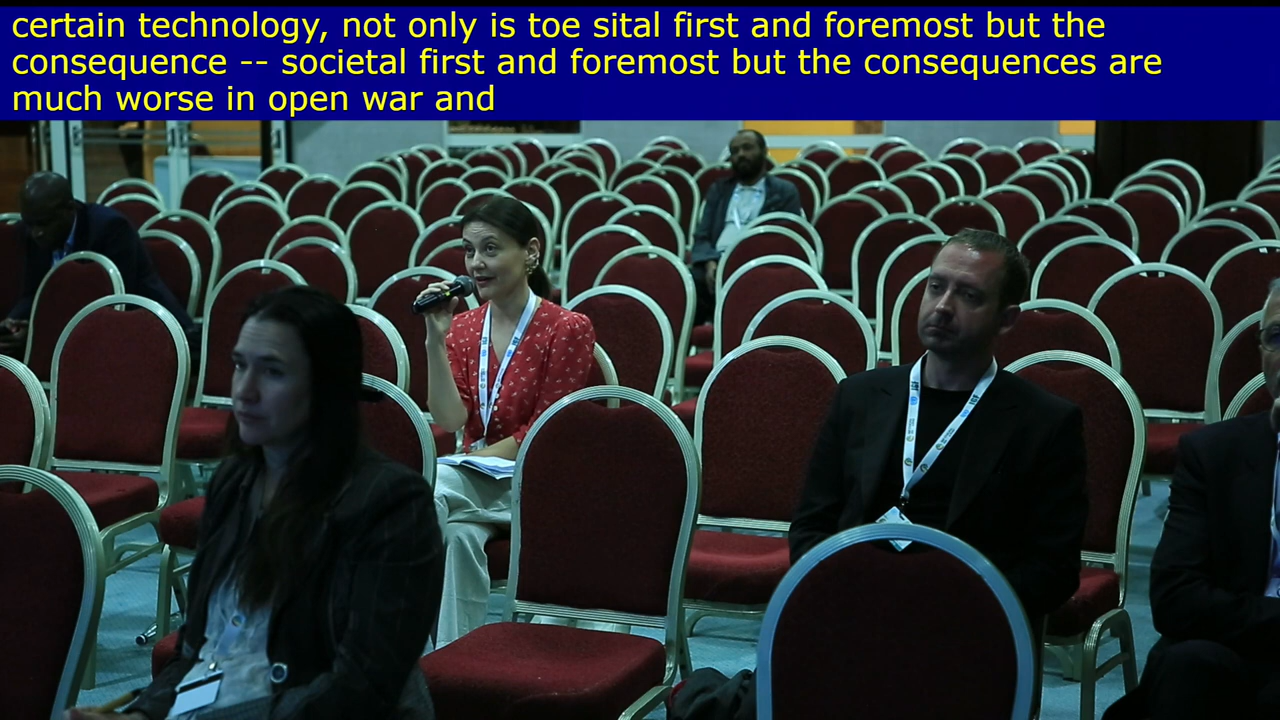 certain technology, not only is toe sital first and foremost but the
consequence -- societal first and foremost but the consequences are
much worse in open war and